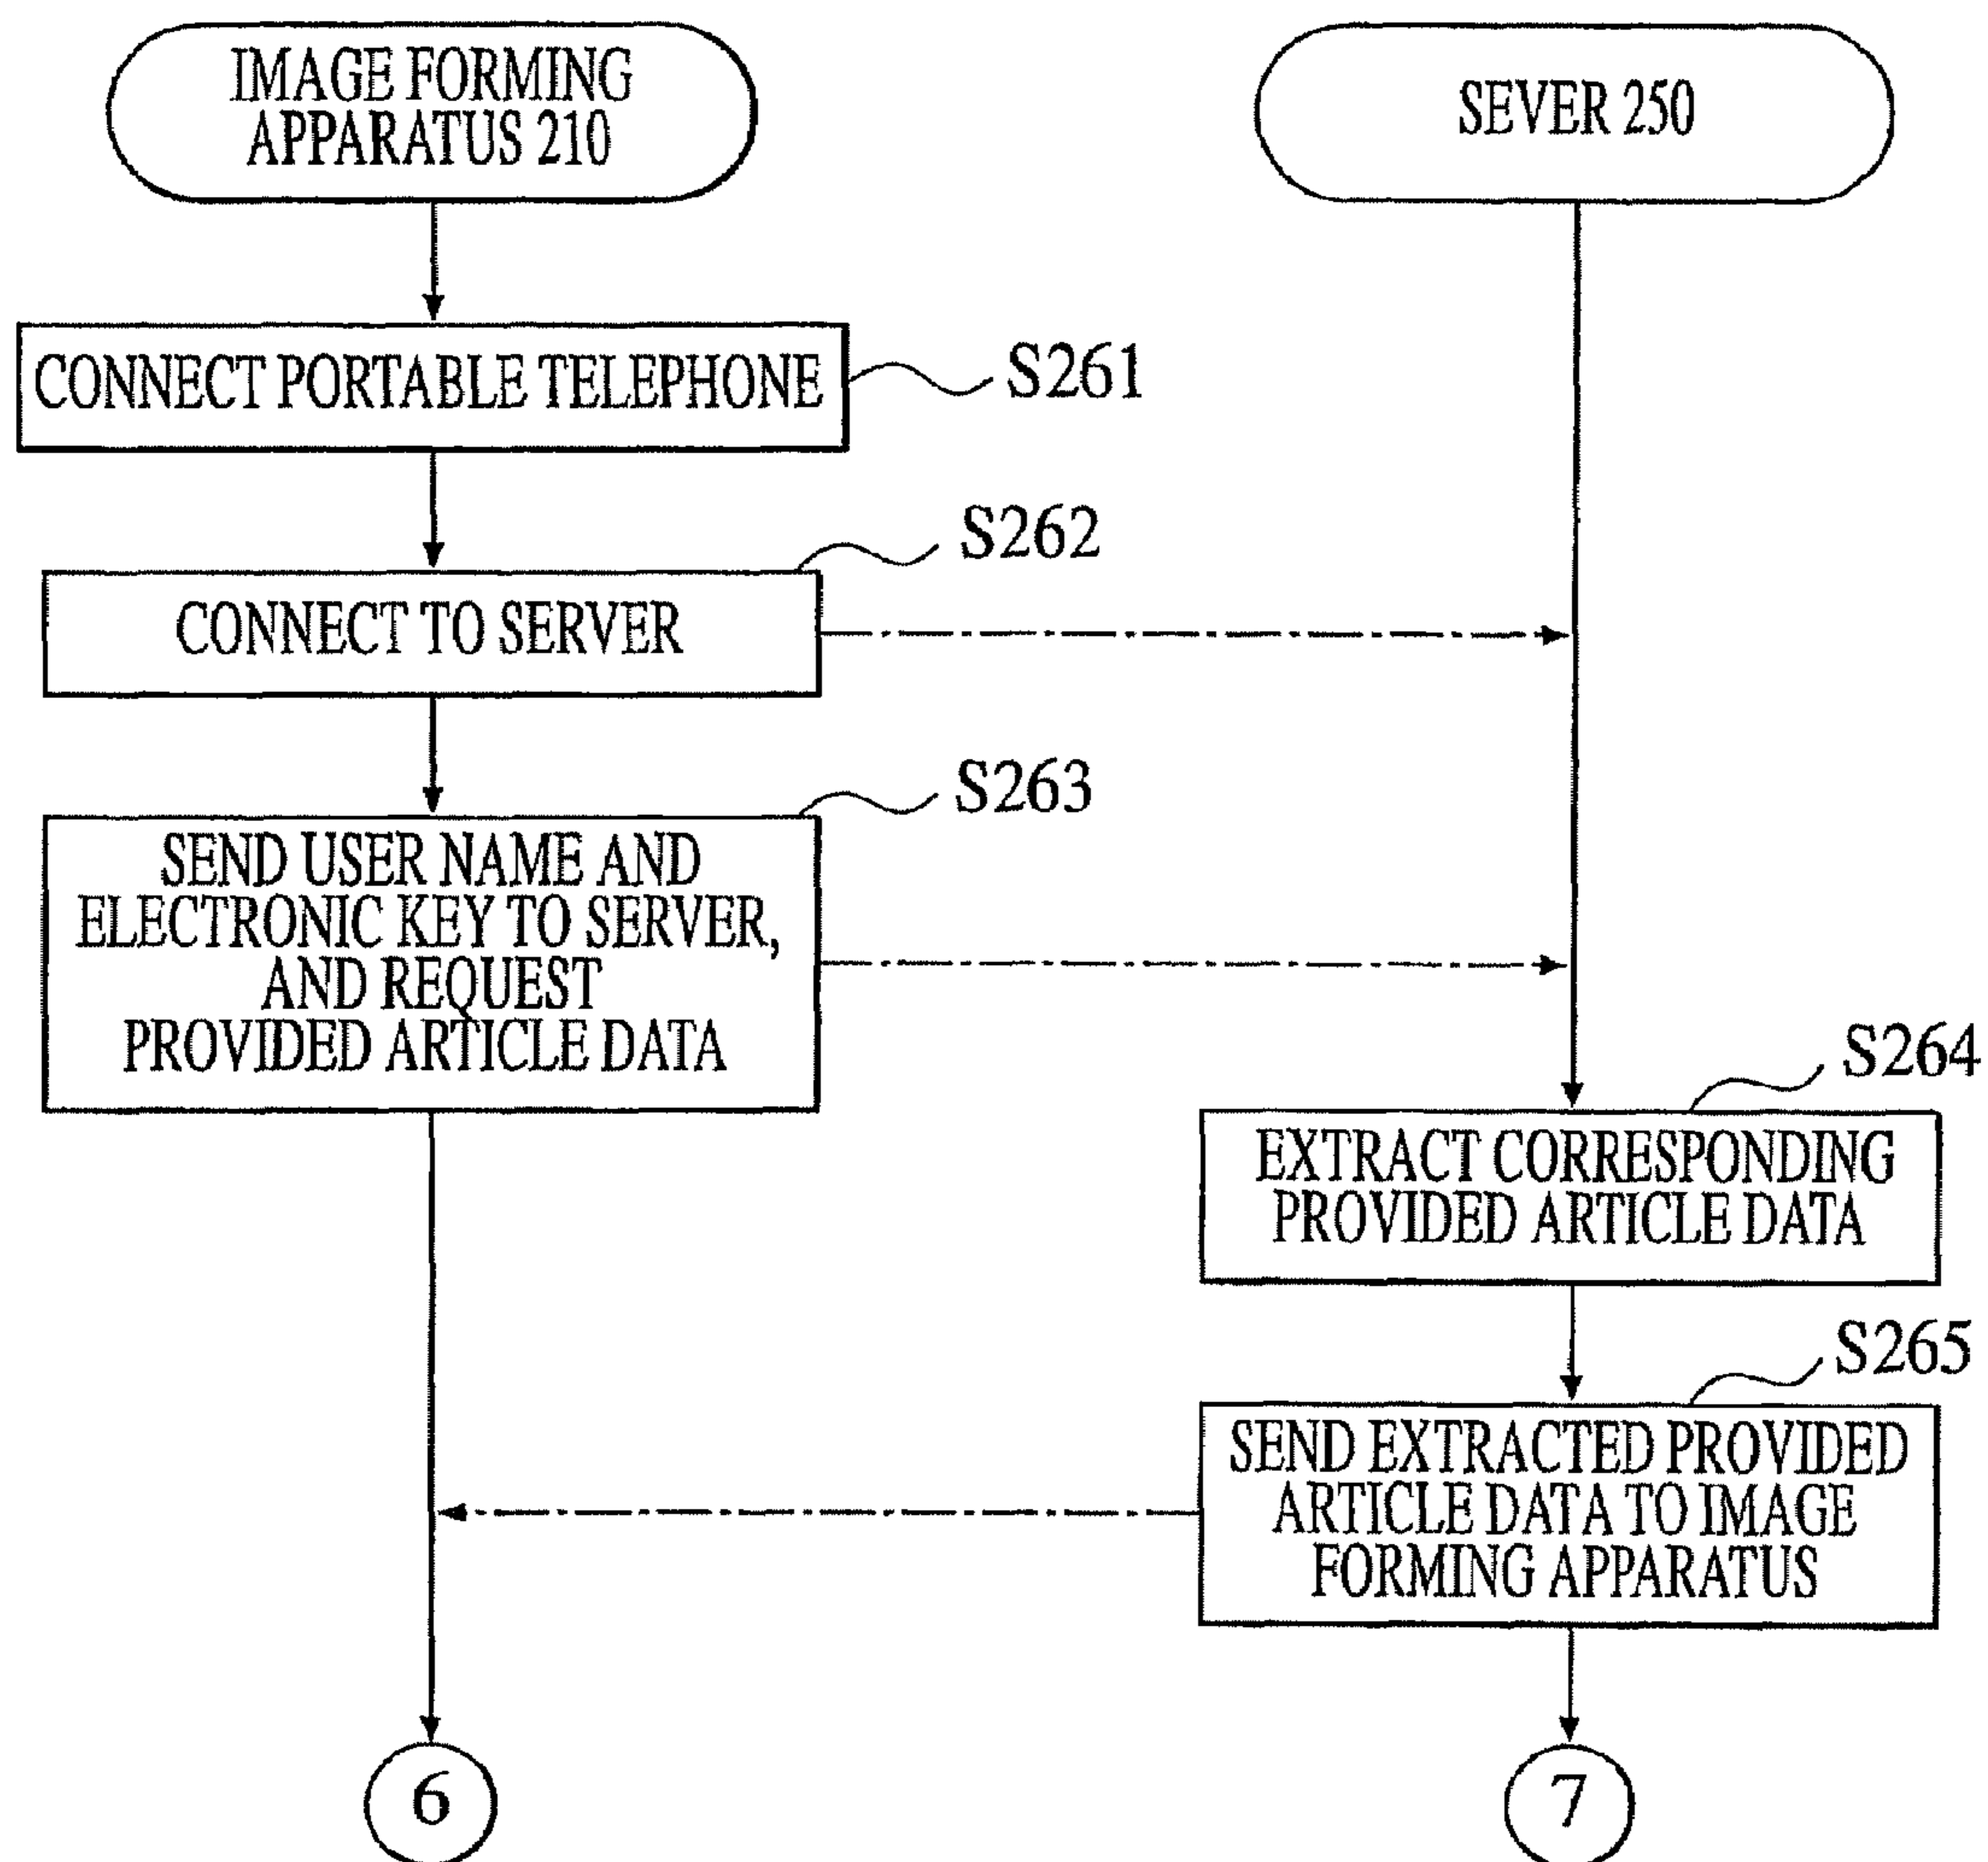 IMAGE FORMING
APPARATUS 210
SEVER 250
CONNECT PORTABLE TELEPHONE
S261
S262
CONNECT TO SERVER
S263
SEND USER NAME AND
ELECTRONIC KEY TO SERVER,
AND REQUEST
PROVIDED ARTICLE DATA
S264
EXTRACT CORRESPONDING
PROVIDED ARTICLE DATA
S265
SEND EXTRACTED PROVIDED
ARTICLE DATA TO IMAGE
FORMING APPARATUS
6
7